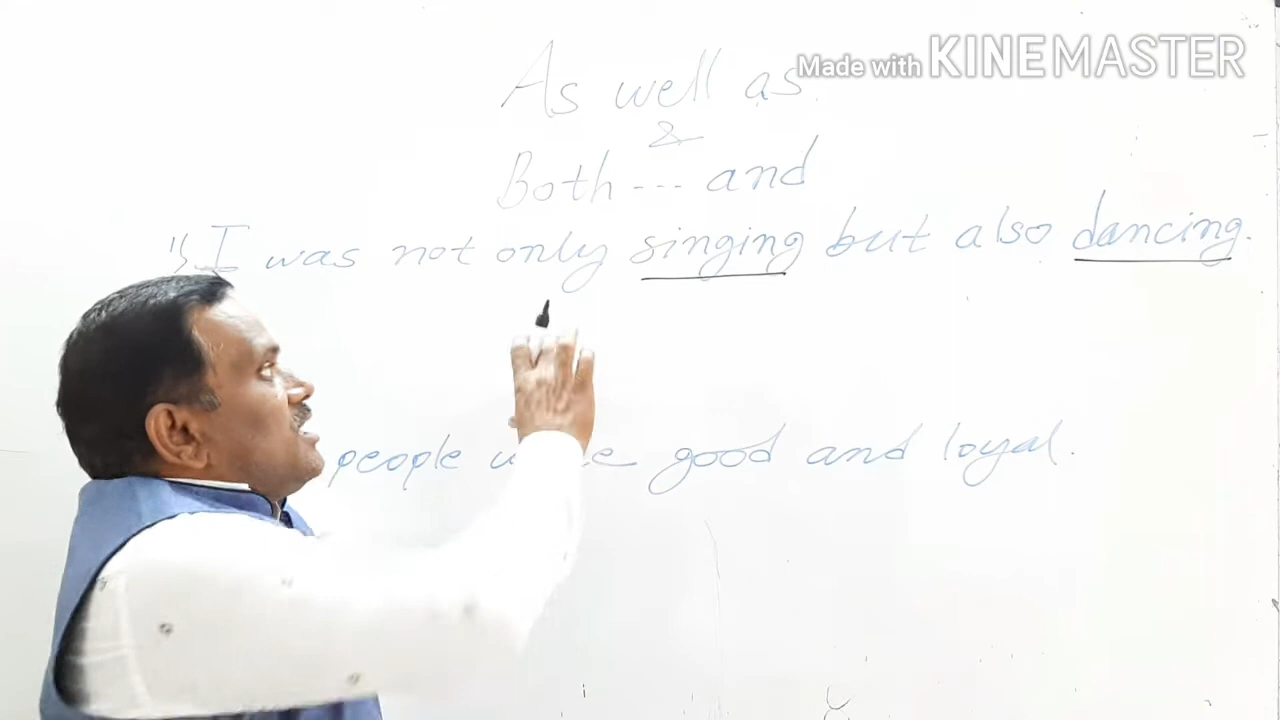 Made with KINEMASTER
As well as
&
Both --- and
1) I was not only singing but also dancing.
people good and loyal.